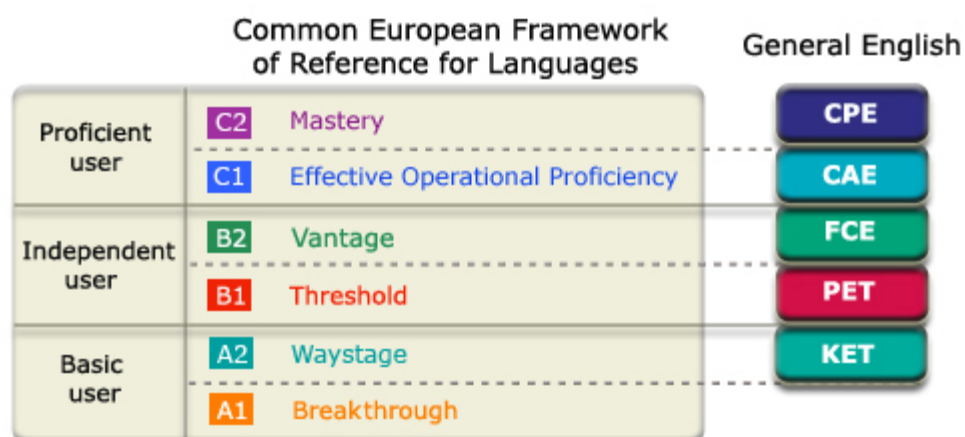 Common European Framework
of Reference for Languages
General English
Proficient
user
C2 Mastery
CPE
C1 Effective Operational Proficiency
CAE
Independent
user
B2 Vantage
FCE
B1 Threshold
PET
Basic
user
A2 Waystage
KET
A1 Breakthrough